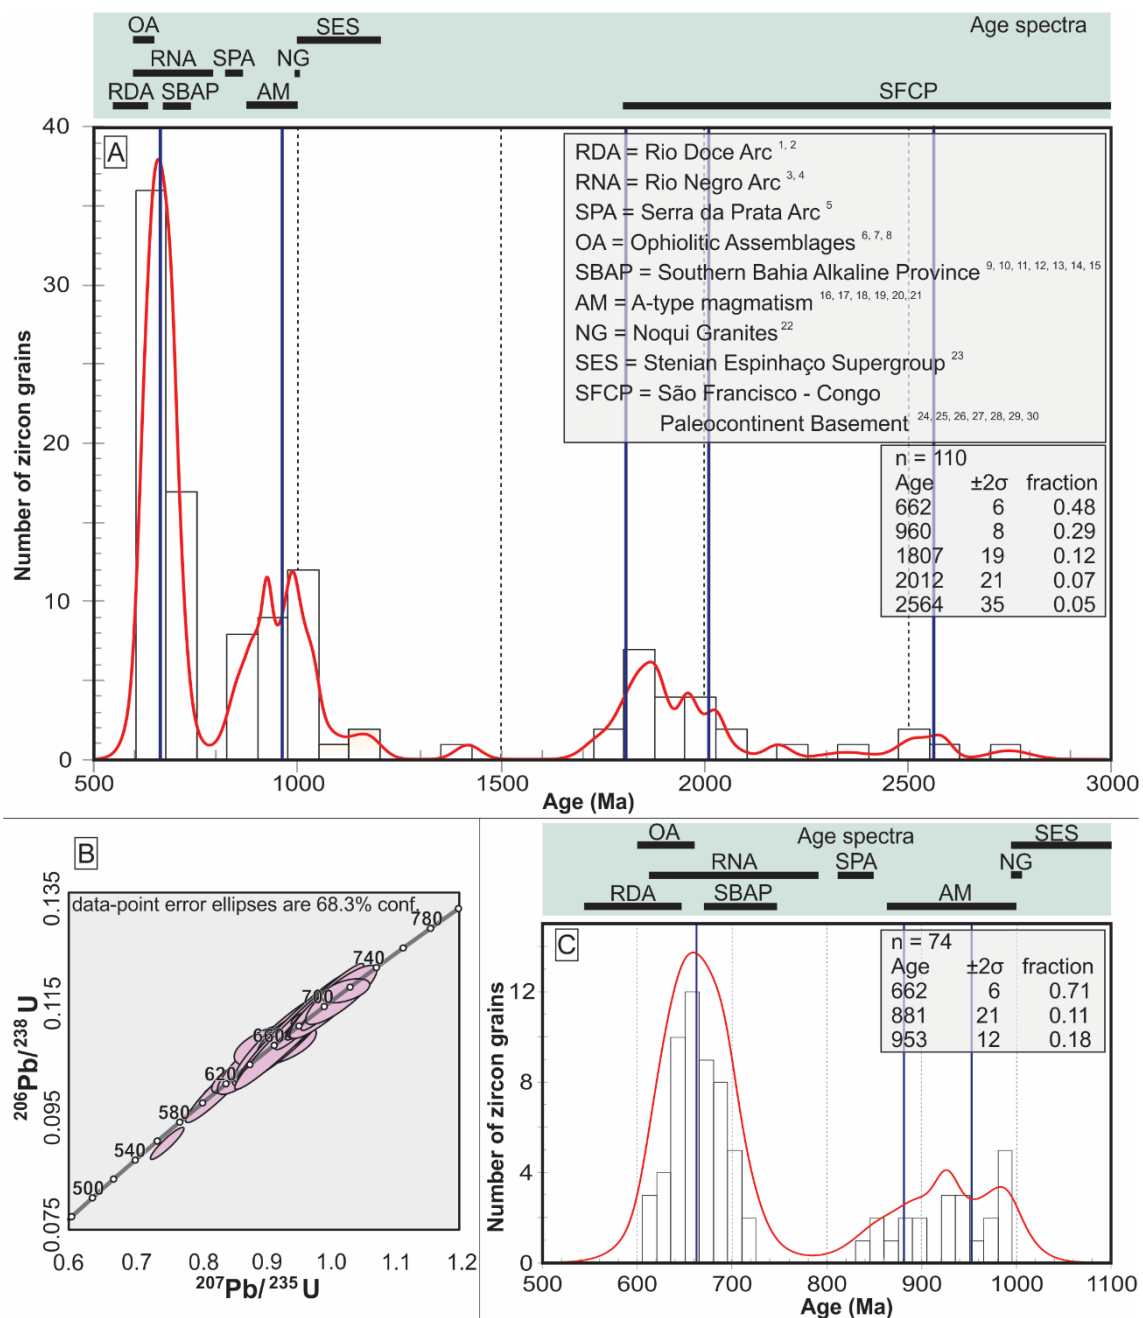 OA SES Age spectra
RNA SPA NG
RDA SBAP AM SFCP
40
A
RDA = Rio Doce Arc 1, 2
RNA = Rio Negro Arc 3, 4
SPA = Serra da Prata Arc 5
OA = Ophiolitic Assemblages 6, 7, 8
SBAP = Southern Bahia Alkaline Province 9, 10, 11, 12, 13, 14, 15
AM = A-type magmatism 16, 17, 18, 19, 20, 21
NG = Noqui Granites 22
SES = Stenian Espinhaço Supergroup 23
SFCP = São Francisco - Congo
Paleocontinent Basement 24, 25, 26, 27, 28, 29, 30
30
20
10
0
Number of zircon grains
n = 110
Age ±2σ fraction
662 6 0.48
960 8 0.29
1807 19 0.12
2012 21 0.07
2564 35 0.05
500 1000 1500 2000 2500 3000
Age (Ma)
B
data-point error ellipses are 68.3% conf.
0.135
0.115
0.095
0.075
206Pb/238 U
780
740
700
660
620
580
540
500
0.6 0.7 0.8 0.9 1.0 1.1 1.2
207Pb/235 U
OA Age spectra SES
RNA SPA NG
RDA SBAP AM
C
n = 74
Age ±2σ fraction
662 6 0.71
881 21 0.11
953 12 0.18
12
8
4
0
Number of zircon grains
500 600 700 800 900 1000 1100
Age (Ma)